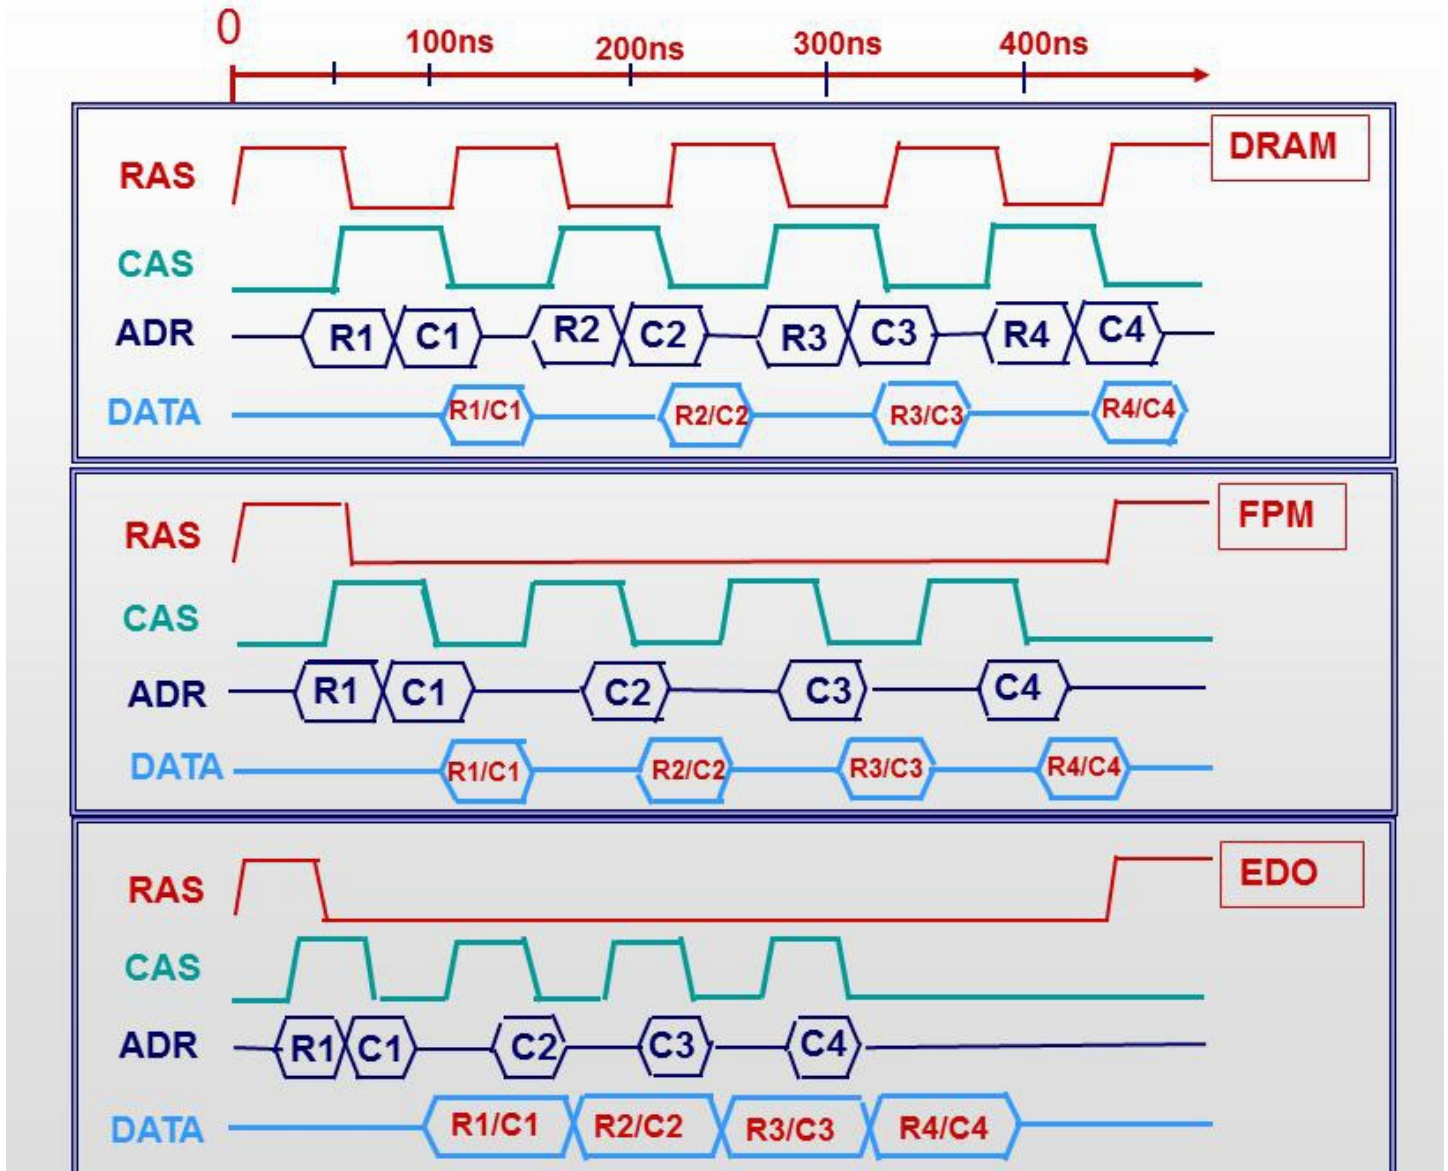 0
100ns 200ns 300ns 400ns
DRAM
RAS
CAS
ADR R1 C1 R2 C2 R3 C3 R4 C4
DATA R1/C1 R2/C2 R3/C3 R4/C4
FPM
RAS
CAS
ADR R1 C1 C2 C3 C4
DATA R1/C1 R2/C2 R3/C3 R4/C4
EDO
RAS
CAS
ADR R1 C1 C2 C3 C4
DATA R1/C1 R2/C2 R3/C3 R4/C4